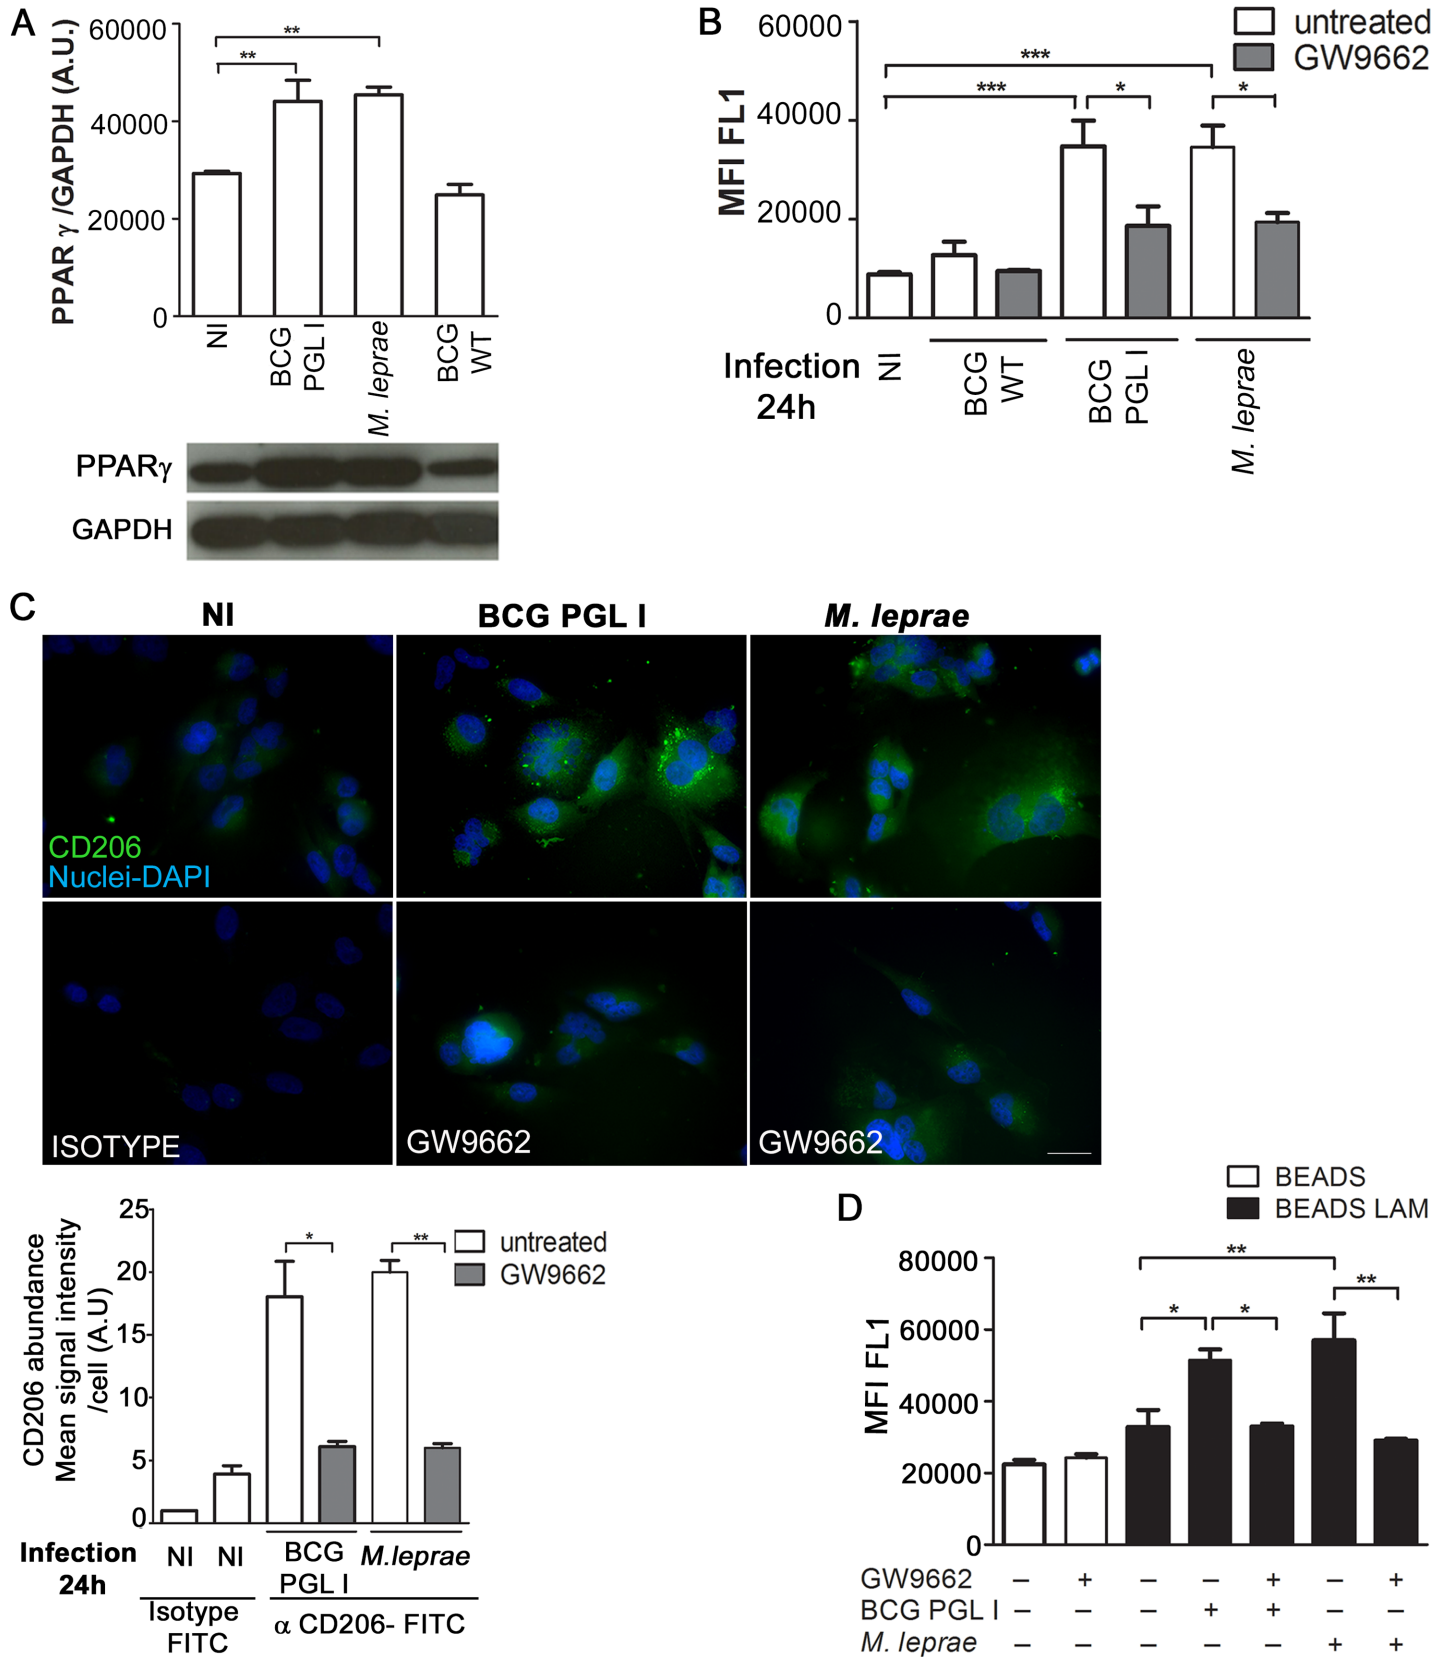 A
PPAR γ /GAPDH (A.U.)
60000
40000
20000
0
**
**
NI
BCG
PGL I
M. leprae
BCG
WT
PPARγ
GAPDH
B
MFI FL1
60000
40000
20000
0
untreated
GW9662
***
***
*
*
Infection
24h
NI
BCG
WT
BCG
PGL I
M. leprae
C
NI
BCG PGL I
M. leprae
CD206
Nuclei-DAPI
ISOTYPE
GW9662
GW9662
CD206 abundance
Mean signal intensity
/cell (A.U)
25
20
15
10
5
0
*
**
untreated
GW9662
Infection
24h
NI
NI
BCG
PGL I
M.leprae
Isotype
FITC
α CD206- FITC
D
BEADS
BEADS LAM
MFI FL1
80000
60000
40000
20000
0
**
**
*
*
GW9662 – + – – + – +
BCG PGL I – – – + + – –
M. leprae – – – – – + +